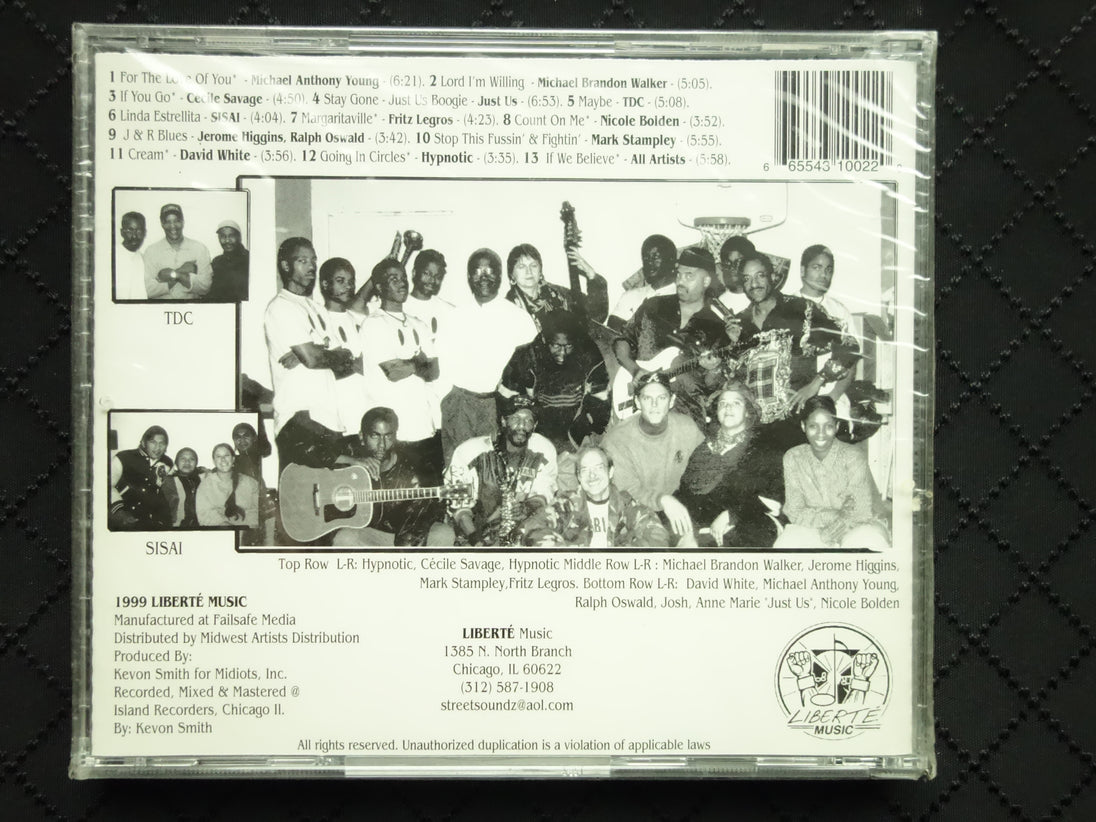 1 For The Love Of You* - Michael Anthony Young - (6:21). 2 Lord I'm Willing - Michael Brandon Walker - (5:05).
3 If You Go* - Cécile Savage - (4:50). 4 Stay Gone - Just Us Boogie - Just Us - (6:53). 5 Maybe - TDC - (5:08).
6 Linda Estrellita - SISAI - (4:04). 7 Margaritaville* - Fritz Legros - (4:23). 8 Count On Me* - Nicole Bolden - (3:52).
9 J & R Blues - Jerome Higgins, Ralph Oswald - (3:42). 10 Stop This Fussin' & Fightin' - Mark Stampley - (5:55).
11 Cream* - David White - (3:56). 12 Going In Circles* - Hypnotic - (3:35). 13 If We Believe* - All Artists - (5:58).
6 65543 10022
TDC
SISAI
Top Row L-R: Hypnotic, Cécile Savage, Hypnotic Middle Row L-R : Michael Brandon Walker, Jerome Higgins,
Mark Stampley,Fritz Legros. Bottom Row L-R: David White, Michael Anthony Young,
Ralph Oswald, Josh, Anne Marie "Just Us", Nicole Bolden
1999 LIBERTÉ MUSIC
Manufactured at Failsafe Media
Distributed by Midwest Artists Distribution
Produced By:
Kevon Smith for Midiots, Inc.
Recorded, Mixed & Mastered @
Island Recorders, Chicago Il.
By: Kevon Smith
LIBERTÉ Music
1385 N. North Branch
Chicago, IL 60622
(312) 587-1908
streetsoundz@aol.com
LIBERTÉ
MUSIC
All rights reserved. Unauthorized duplication is a violation of applicable laws